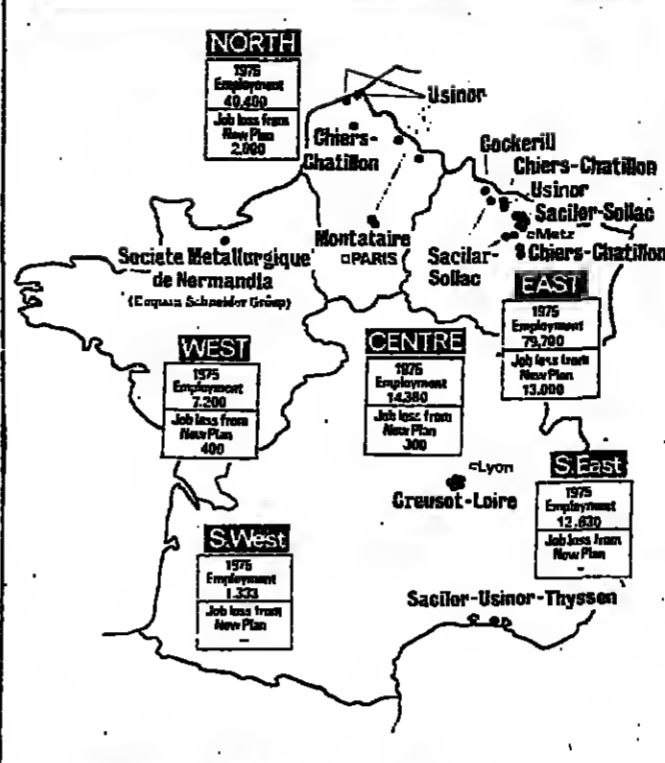 NORTH
1975
Employment
40,400
Job loss from
New Plan
2,000
Usinor
Chiers-
Chatillon
Cockerill
Chiers-Chatillon
Usinor
Sacilor-Sollac
Metz
Chiers-Chatillon
Sacilar-
Sollac
Montataire
PARIS
Societe Metallurgique
de Normandia
Schneider Group)
EAST
1975
Employment
79,700
Job loss from
New Plan
13,000
WEST
1975
Employment
7,200
Job loss from
New Plan
400
CENTRE
1975
Employment
14,380
Job loss from
New Plan
300
Lyon
Creusot-Loire
S.East
1975
Employment
12,630
Job loss from
New Plan
–
S.West
1975
Employment
1,333
Job loss from
New Plan
—
Sacilor-Usinor-Thyssen